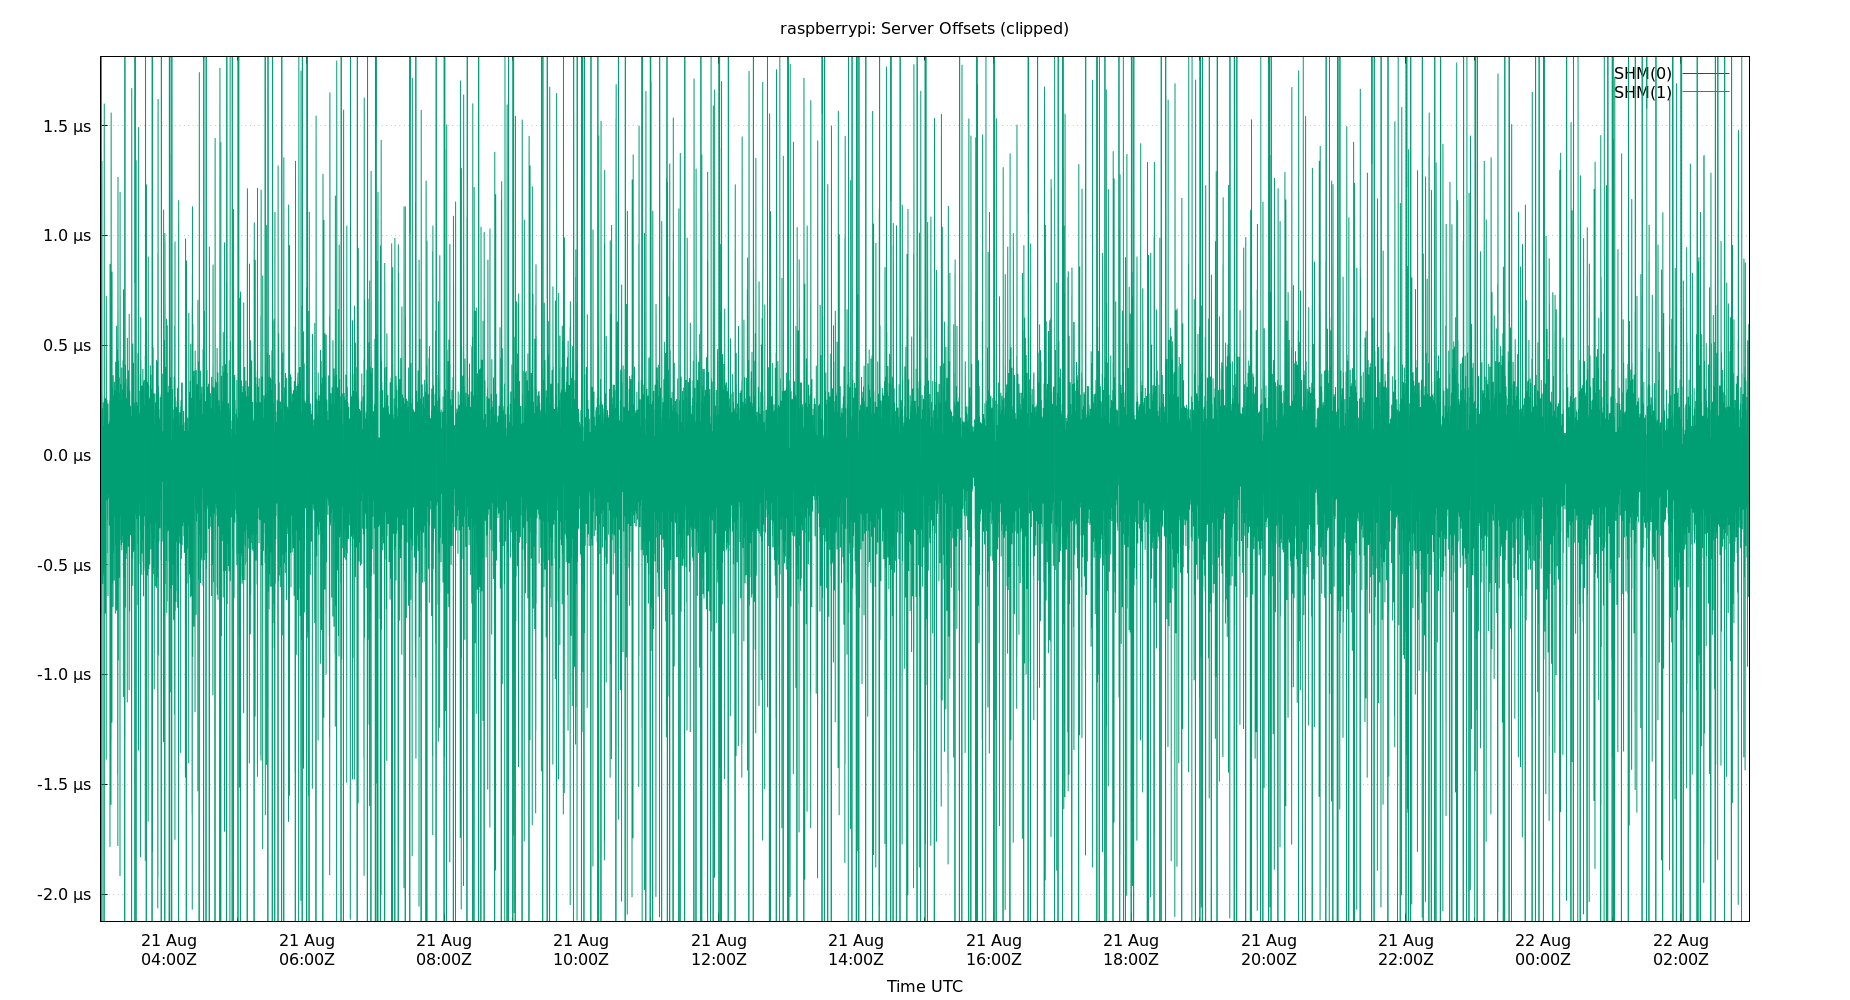 raspberrypi: Server Offsets (clipped)
SHM(0)
SHM(1)
1.5 µs
1.0 µs
0.5 µs
0.0 µs
-0.5 µs
-1.0 µs
-1.5 µs
-2.0 µs
21 Aug 21 Aug 21 Aug 21 Aug 21 Aug 21 Aug 21 Aug 21 Aug 21 Aug 21 Aug 22 Aug 22 Aug
04:00Z 06:00Z 08:00Z 10:00Z 12:00Z 14:00Z 16:00Z 18:00Z 20:00Z 22:00Z 00:00Z 02:00Z
Time UTC